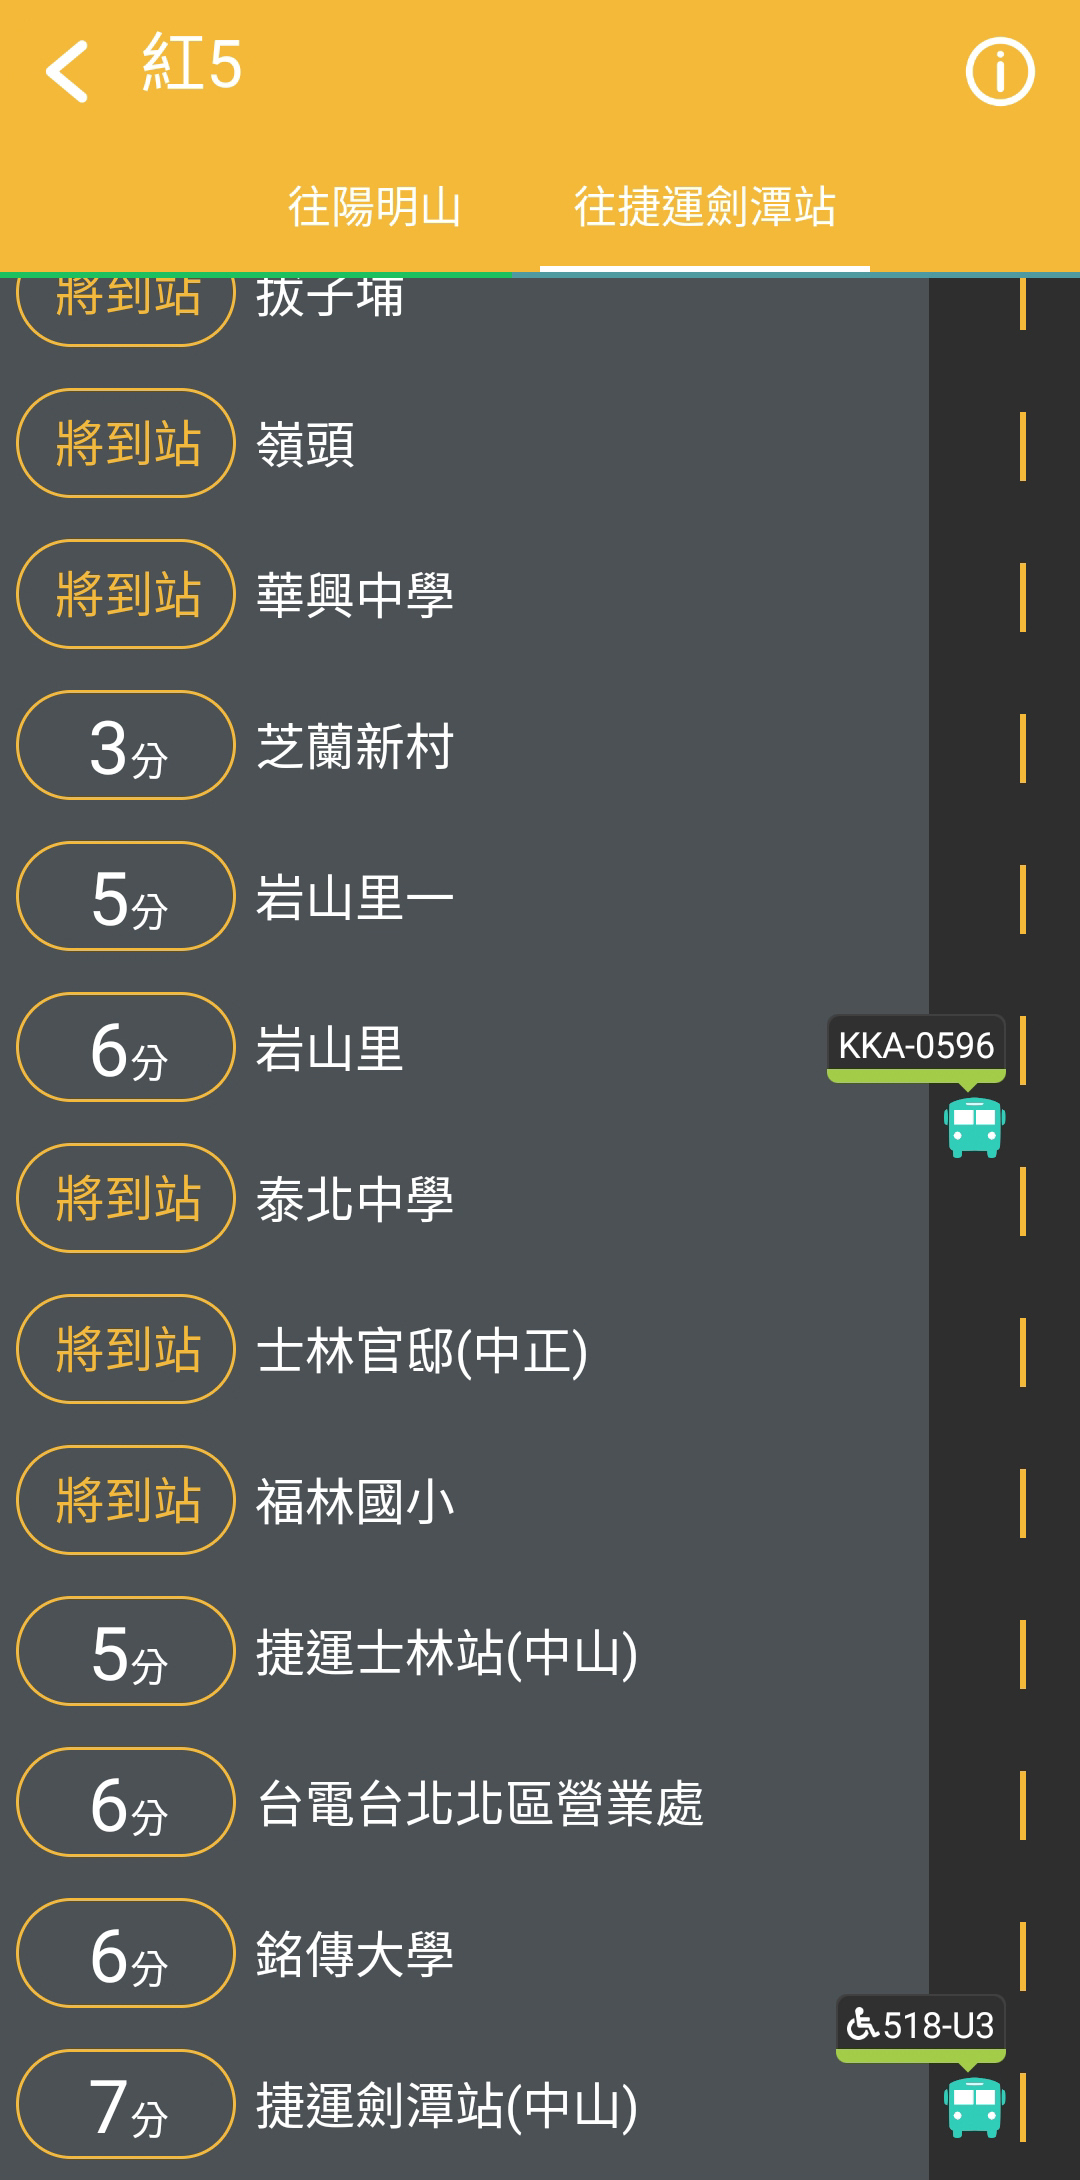 紅5
往陽明山 往捷運劍潭站
將到站 拔子埔
將到站 嶺頭
將到站 華興中學
3分 芝蘭新村
5分 岩山里一
6分 岩山里
KKA-0596
將到站 泰北中學
將到站 士林官邸(中正)
將到站 福林國小
5分 捷運士林站(中山)
6分 台電台北北區營業處
6分 銘傳大學
518-U3
7分 捷運劍潭站(中山)